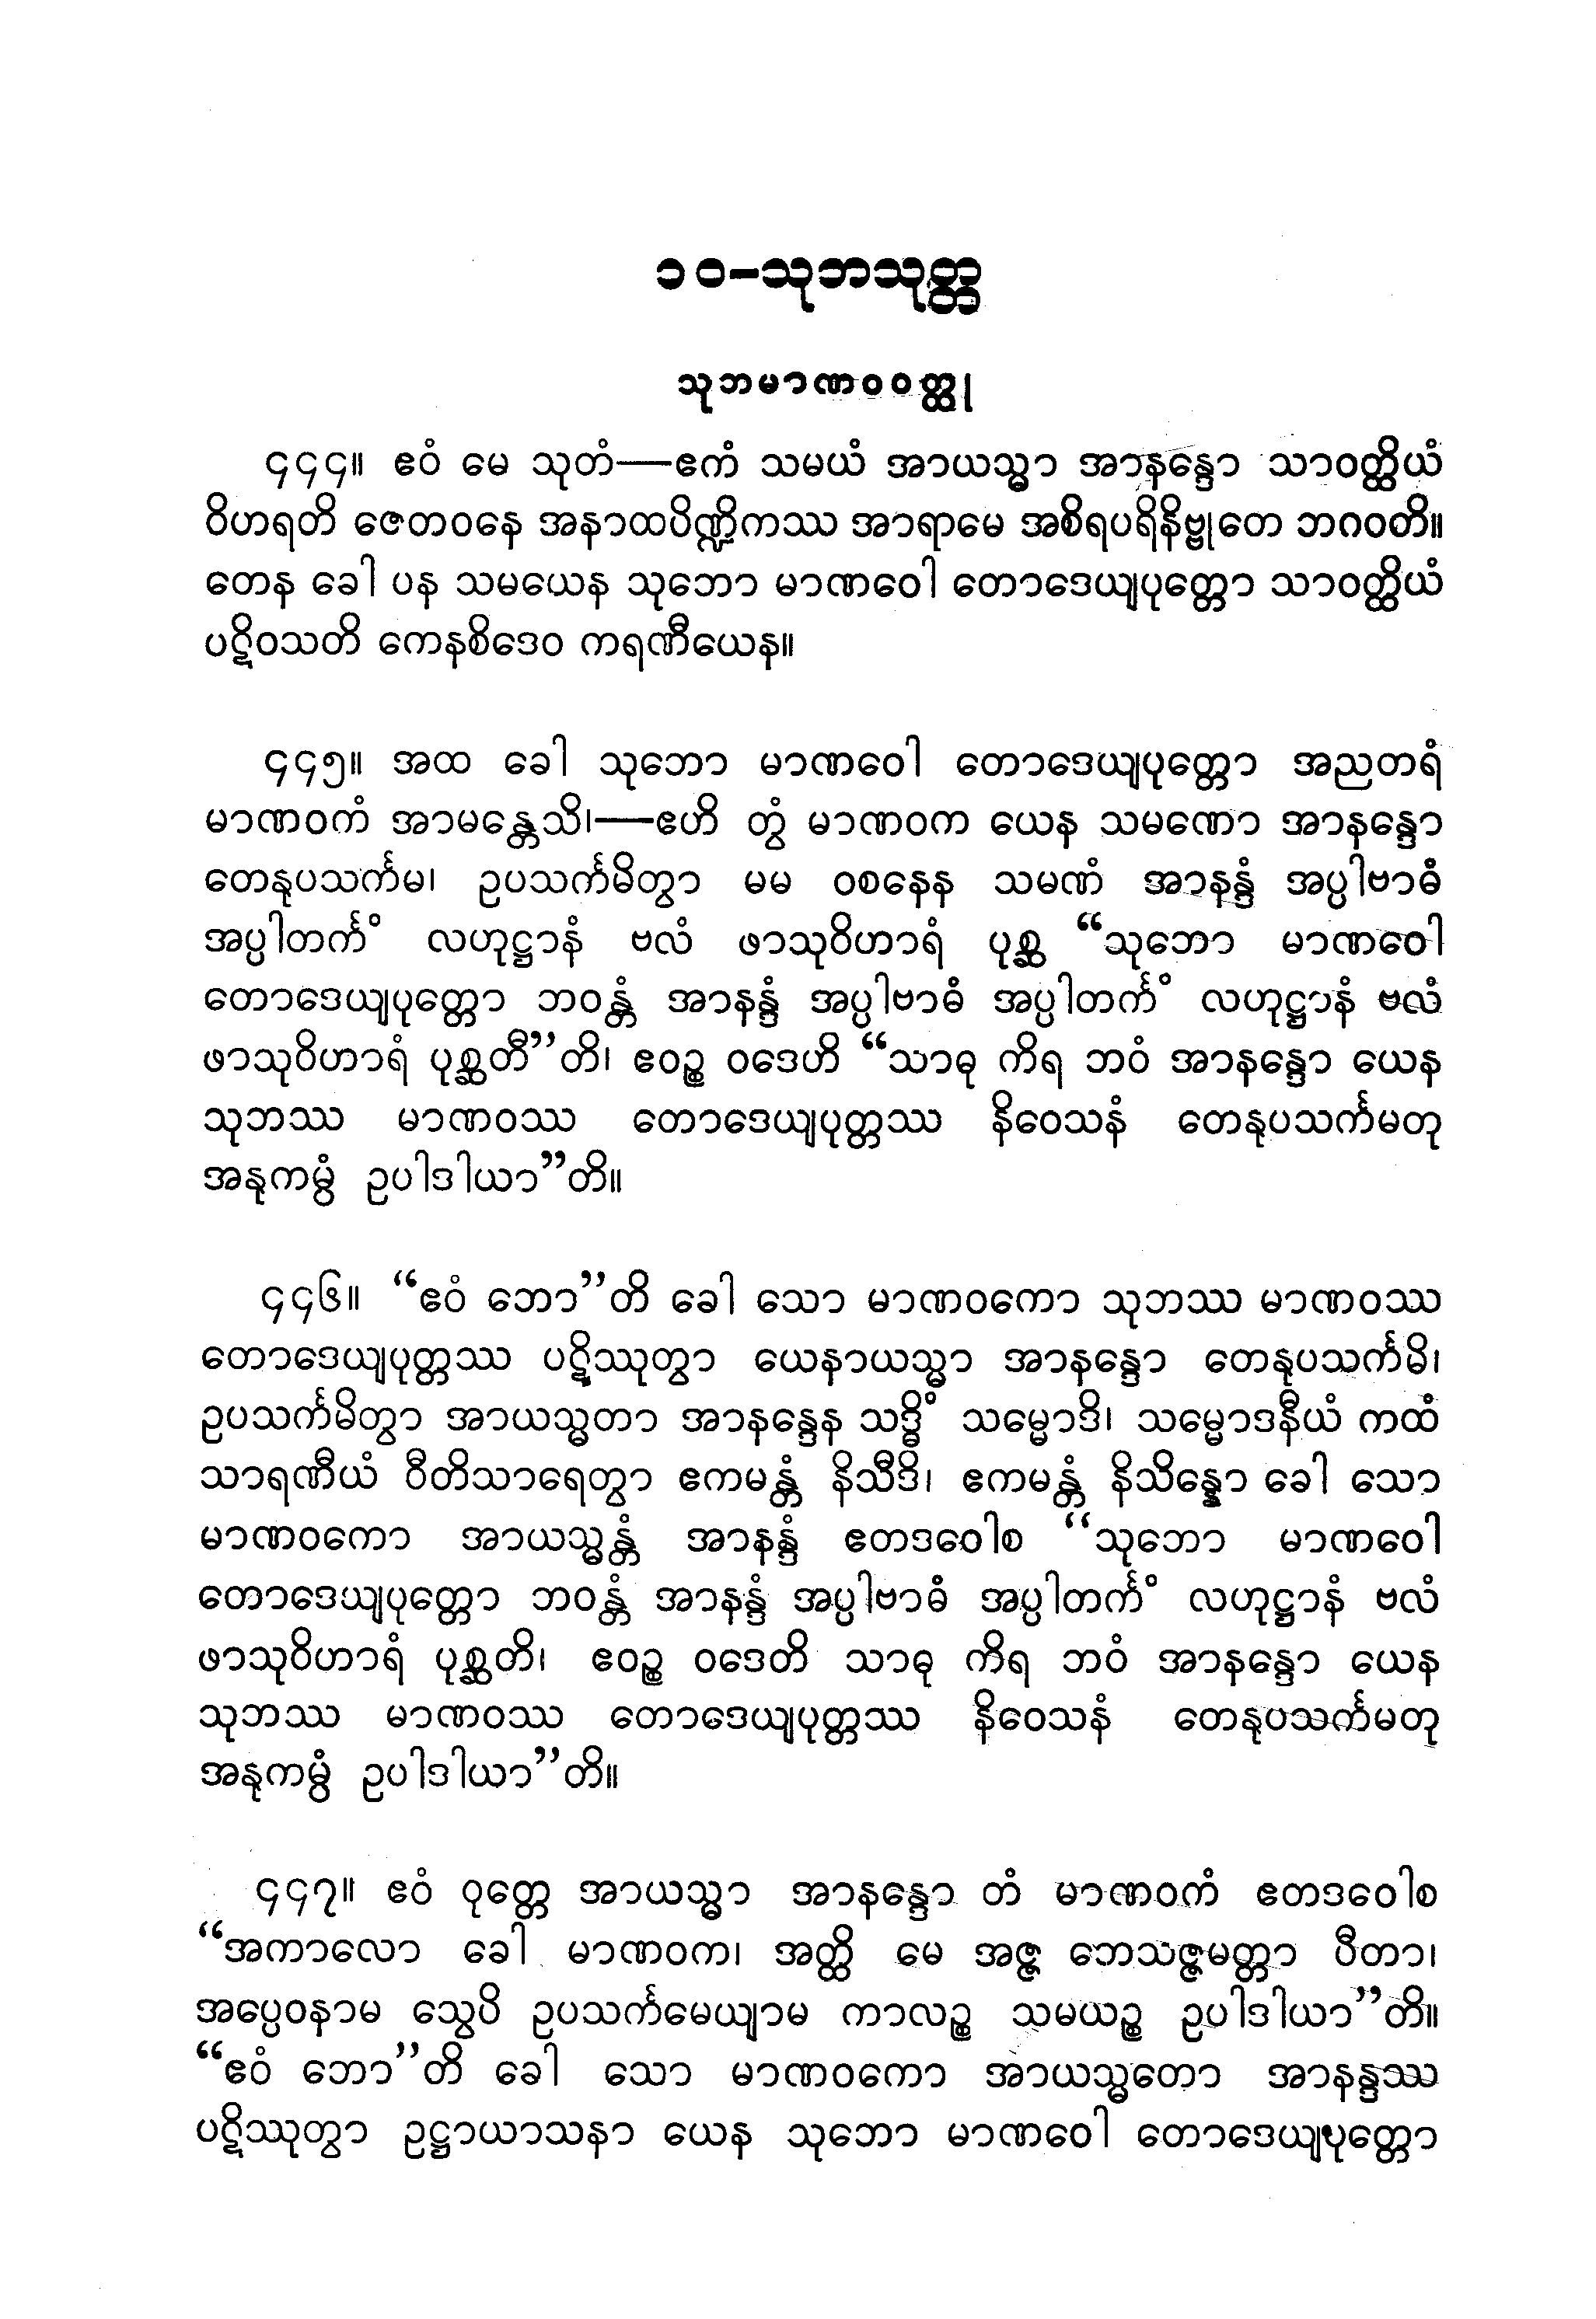 ၁၀-သုဘသုတ္တ
သုဘမာဏဝဝတ္ထု
၄၄၄။ ဧဝံ မေ သုတံ—ဧကံ သမယံ အာယသ္မာ အာနန္ဒော သာဝတ္ထိယံ
ဝိဟရတိ ဇေတဝနေ အနာထပိဏ္ဍိကဿ အာရာမေ အစိရပရိနိဗ္ဗုတေ ဘဂဝတိ။
တေန ခေါ ပန သမယေန သုဘော မာဏဝေါ တောဒေယျပုတ္တော သာဝတ္ထိယံ
ပဋိဝသတိ ကေနစိဒေဝ ကရဏီယေန။
၄၄၅။ အထ ခေါ သုဘော မာဏဝေါ တောဒေယျပုတ္တော အညတရံ
မာဏဝကံ အာမန္တေသိ၊—ဧဟိ တွံ မာဏဝက ယေန သမဏော အာနန္ဒော
တေနုပသင်္ကမ၊ ဥပသင်္ကမိတွာ မမ ဝစနေန သမဏံ အာနန္ဒံ အပ္ပါဗာဓံ
အပ္ပါတင်္ကံ လဟုဋ္ဌာနံ ဗလံ ဖာသုဝိဟာရံ ပုစ္ဆ “သုဘော မာဏဝေါ
တောဒေယျပုတ္တော ဘဝန္တံ အာနန္ဒံ အပ္ပါဗာဓံ အပ္ပါတင်္ကံ လဟုဋ္ဌာနံ ဗလံ
ဖာသုဝိဟာရံ ပုစ္ဆတီ”တိ၊ ဧဝဉ္စ ဝဒေဟိ “သာဓု ကိရ ဘဝံ အာနန္ဒော ယေန
သုဘဿ မာဏဝဿ တောဒေယျပုတ္တဿ နိဝေသနံ တေနုပသင်္ကမတု
အနုကမ္ပံ ဥပါဒါယာ”တိ။
၄၄၆။ “ဧဝံ ဘော”တိ ခေါ သော မာဏဝကော သုဘဿ မာဏဝဿ
တောဒေယျပုတ္တဿ ပဋိဿုတွာ ယေနာယသ္မာ အာနန္ဒော တေနုပသင်္ကမိ၊
ဥပသင်္ကမိတွာ အာယသ္မတာ အာနန္ဒေန သဒ္ဓိံ သမ္မောဒိ၊ သမ္မောဒနီယံ ကထံ
သာရဏီယံ ဝီတိသာရေတွာ ဧကမန္တံ နိသီဒိ၊ ဧကမန္တံ နိသိန္နော ခေါ သော
မာဏဝကော အာယသ္မန္တံ အာနန္ဒံ ဧတဒဝေါစ “သုဘော မာဏဝေါ
တောဒေယျပုတ္တော ဘဝန္တံ အာနန္ဒံ အပ္ပါဗာဓံ အပ္ပါတင်္ကံ လဟုဋ္ဌာနံ ဗလံ
ဖာသုဝိဟာရံ ပုစ္ဆတိ၊ ဧဝဉ္စ ဝဒေတိ သာဓု ကိရ ဘဝံ အာနန္ဒော ယေန
သုဘဿ မာဏဝဿ တောဒေယျပုတ္တဿ နိဝေသနံ တေနုပသင်္ကမတု
အနုကမ္ပံ ဥပါဒါယာ”တိ။
၄၄၇။ ဧဝံ ဝုတ္တေ အာယသ္မာ အာနန္ဒော တံ မာဏဝကံ ဧတဒဝေါစ
“အကာလော ခေါ မာဏဝက၊ အတ္ထိ မေ အဇ္ဇ ဘေသဇ္ဇမတ္တာ ပီတာ၊
အပ္ပေဝနာမ သွေပိ ဥပသင်္ကမေယျာမ ကာလဉ္စ သမယဉ္စ ဥပါဒါယာ”တိ။
“ဧဝံ ဘော”တိ ခေါ သော မာဏဝကော အာယသ္မတော အာနန္ဒဿ
ပဋိဿုတွာ ဥဋ္ဌာယာသနာ ယေန သုဘော မာဏဝေါ တောဒေယျပုတ္တော